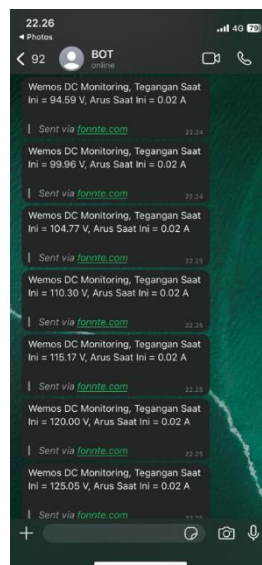 22.26
4G 79
◀ Photos
92 BOT
online
Wemos DC Monitoring, Tegangan Saat
Ini = 94.59 V, Arus Saat Ini = 0.02 A
Sent via fonnte.com
22.24
Wemos DC Monitoring, Tegangan Saat
Ini = 99.96 V, Arus Saat Ini = 0.02 A
Sent via fonnte.com
22.24
Wemos DC Monitoring, Tegangan Saat
Ini = 104.77 V, Arus Saat Ini = 0.02 A
Sent via fonnte.com
22.25
Wemos DC Monitoring, Tegangan Saat
Ini = 110.30 V, Arus Saat Ini = 0.02 A
Sent via fonnte.com
22.25
Wemos DC Monitoring, Tegangan Saat
Ini = 115.17 V, Arus Saat Ini = 0.02 A
Sent via fonnte.com
22.25
Wemos DC Monitoring, Tegangan Saat
Ini = 120.00 V, Arus Saat Ini = 0.02 A
Sent via fonnte.com
22.25
Wemos DC Monitoring, Tegangan Saat
Ini = 125.05 V, Arus Saat Ini = 0.02 A
Sent via fonnte.com